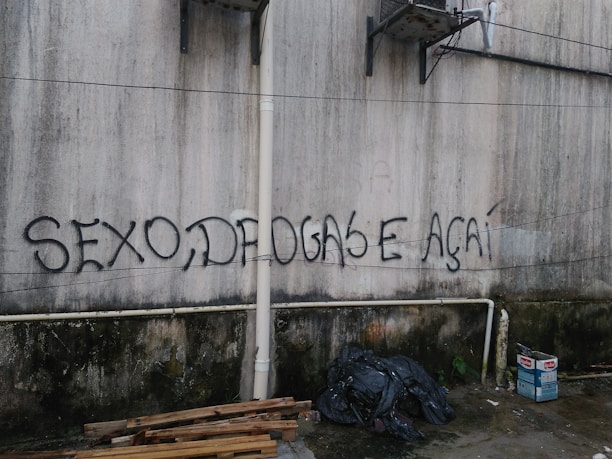 SEXO, DROGAS E AÇAÍ